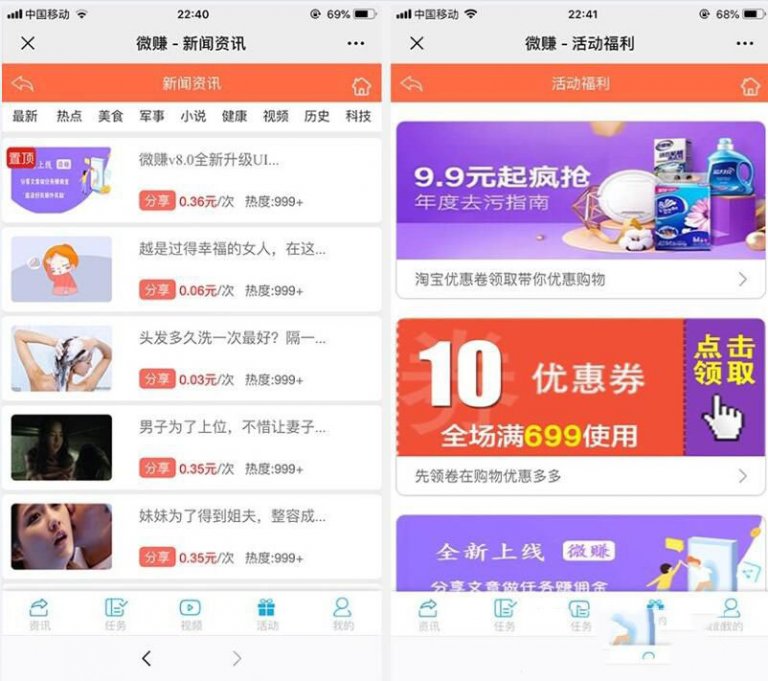 中国移动 22:40 69%
微赚 - 新闻资讯
新闻资讯
最新 热点 美食 军事 小说 健康 视频 历史 科技
置顶
上线 微赚
微赚v8.0全新升级UI...
分享 0.36元/次 热度:999+
越是过得幸福的女人，在这...
分享 0.06元/次 热度:999+
头发多久洗一次最好？隔一...
分享 0.03元/次 热度:999+
男子为了上位，不惜让妻子...
分享 0.35元/次 热度:999+
妹妹为了得到姐夫，整容成...
分享 0.35元/次 热度:999+
资讯 任务 视频 活动 我的
中国移动 22:41 68%
微赚 - 活动福利
活动福利
9.9元起疯抢
年度去污指南
淘宝优惠卷领取带你优惠购物
券
10 优惠券
全场满699使用
点击
领取
先领卷在购物优惠多多
全新上线 微赚
分享文章做任务赚佣金
资讯 任务 任务 我的